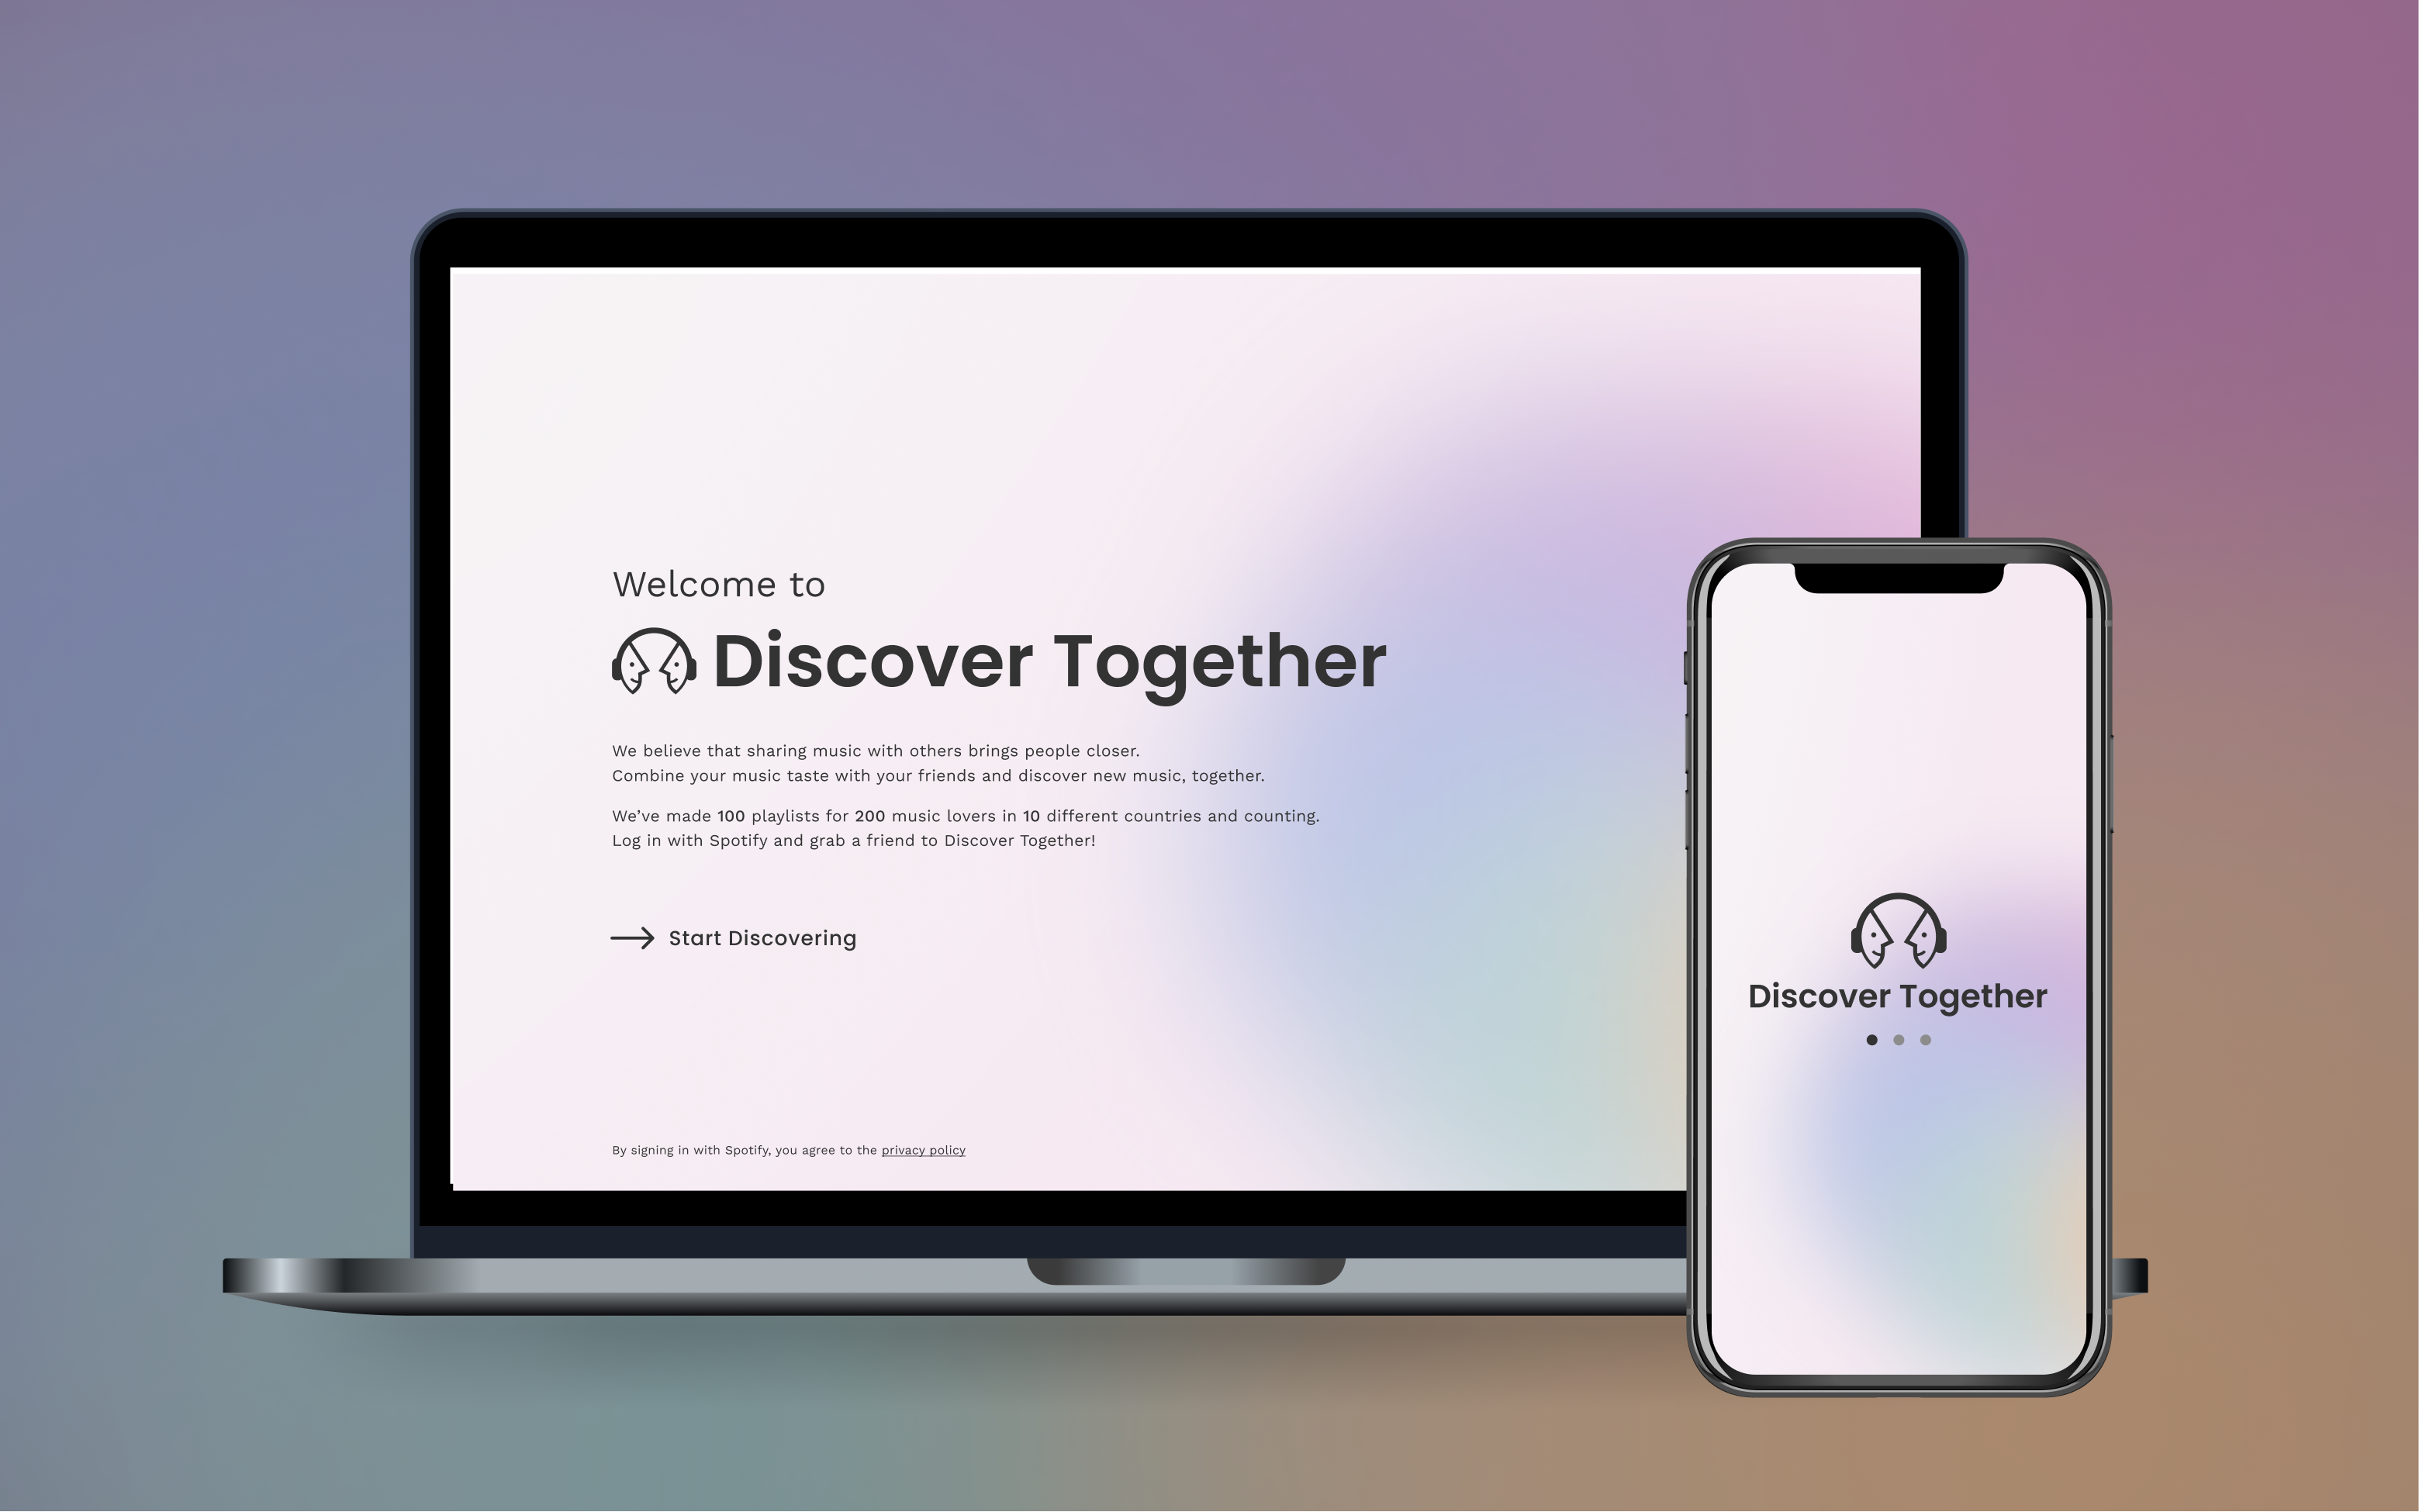 Welcome to
Discover Together
We believe that sharing music with others brings people closer.
Combine your music taste with your friends and discover new music, together.
We’ve made 100 playlists for 200 music lovers in 10 different countries and counting.
Log in with Spotify and grab a friend to Discover Together!
Start Discovering
By signing in with Spotify, you agree to the privacy policy
Discover Together